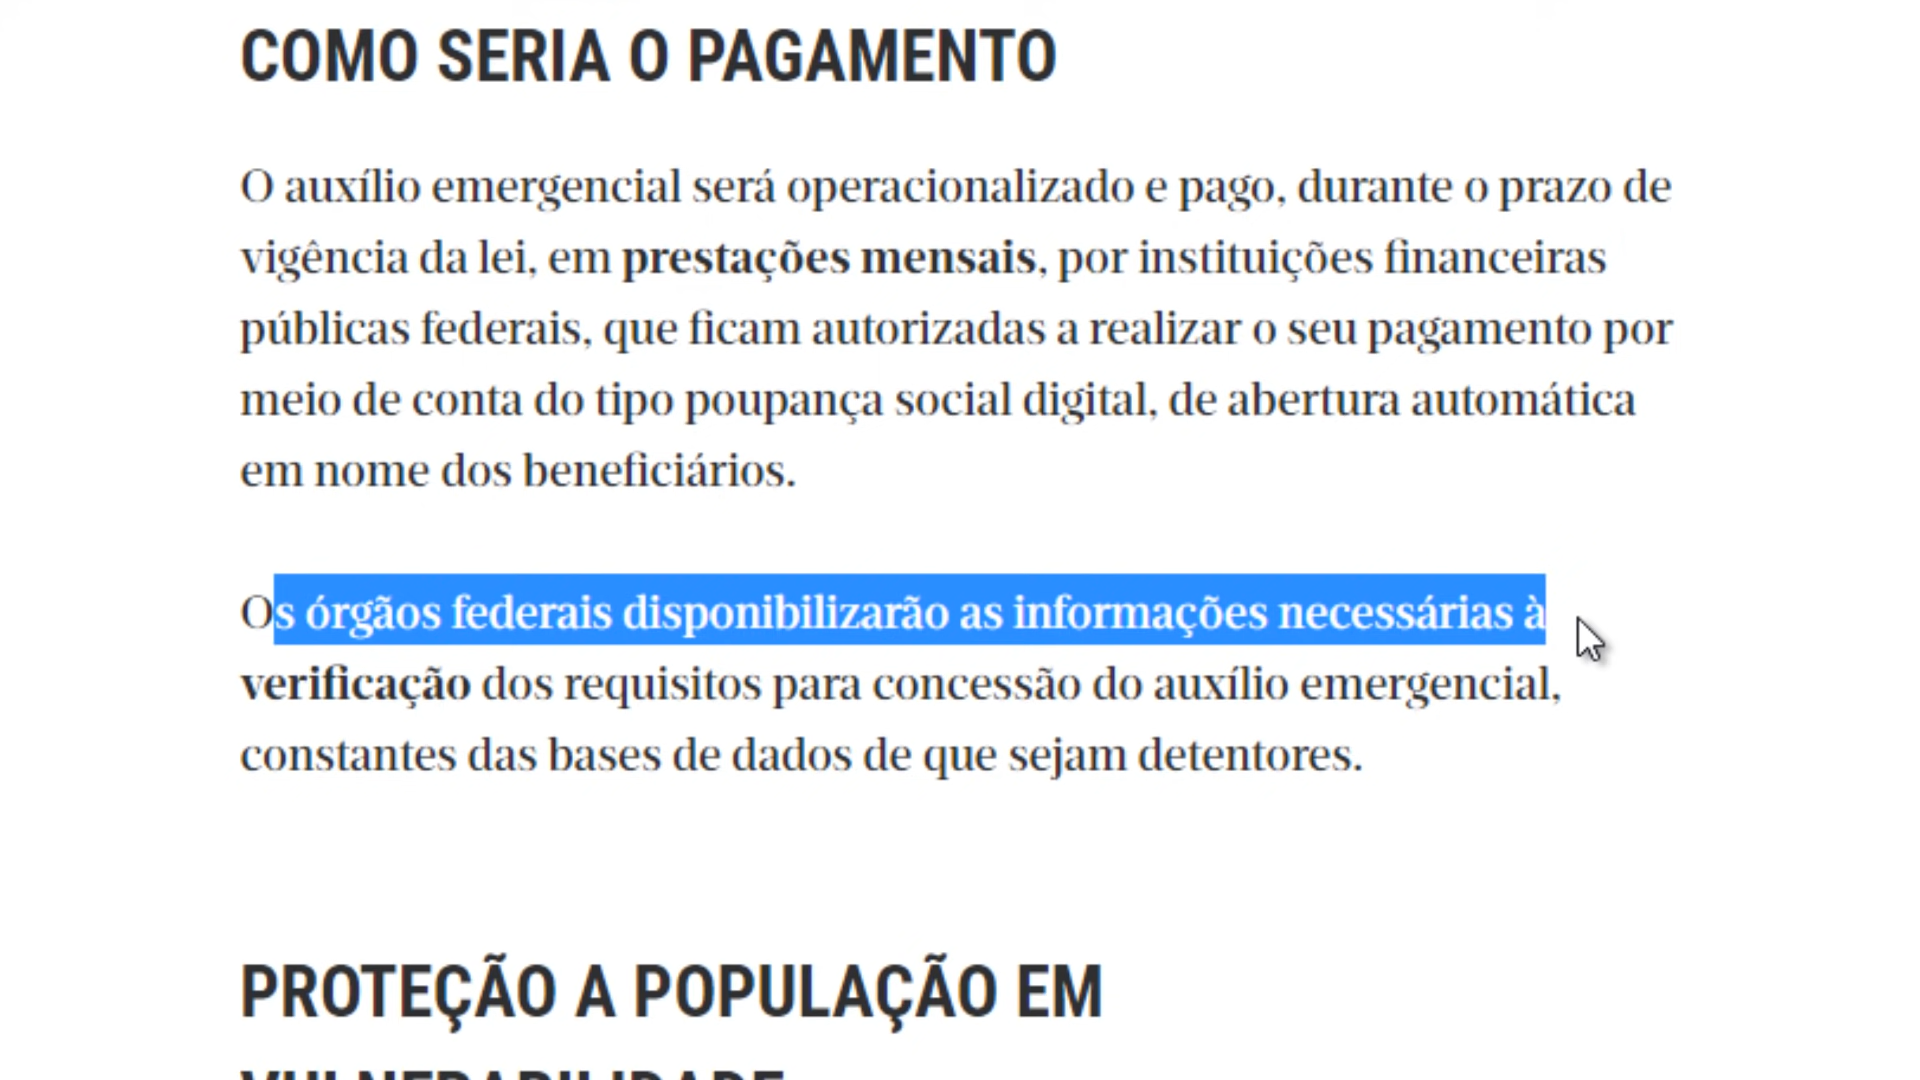 COMO SERIA O PAGAMENTO
O auxílio emergencial será operacionalizado e pago, durante o prazo de
vigência da lei, em prestações mensais, por instituições financeiras
públicas federais, que ficam autorizadas a realizar o seu pagamento por
meio de conta do tipo poupança social digital, de abertura automática
em nome dos beneficiários.
Os órgãos federais disponibilizarão as informações necessárias à
verificação dos requisitos para concessão do auxílio emergencial,
constantes das bases de dados de que sejam detentores.
PROTEÇÃO A POPULAÇÃO EM
VULNERABILIDADE